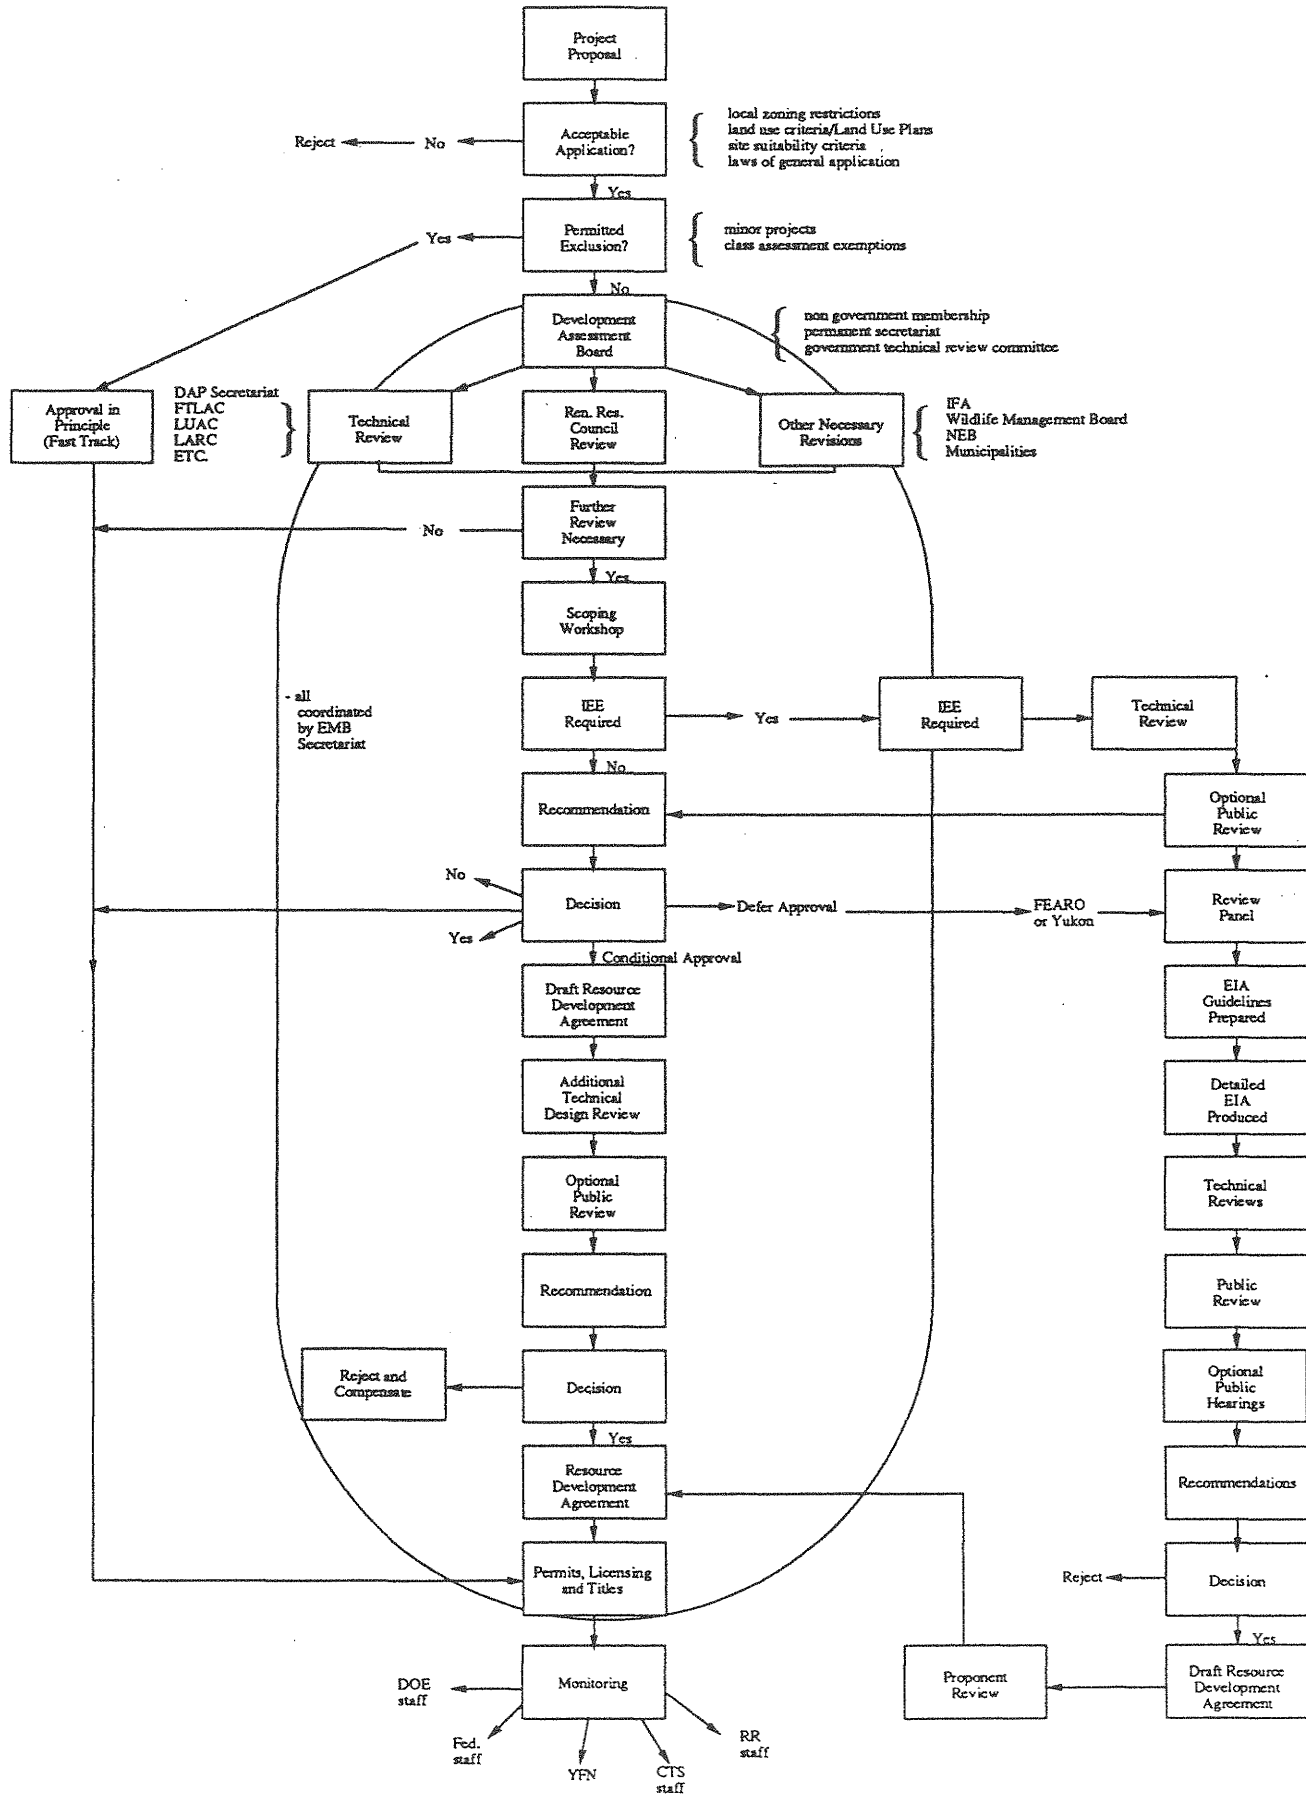 Project
Proposal
Acceptable
Application?
No
Reject
local zoning restrictions
land use criteria/Land Use Plans
site suitability criteria
laws of general application
Yes
Permitted
Exclusion?
Yes
minor projects
class assessment exemptions
No
Development
Assessment
Board
non government membership
permanent secretariat
government technical review committee
Approval in
Principle
(Fast Track)
DAP Secretariat
FTLAC
LUAC
LARC
ETC.
Technical
Review
Ren. Res.
Council
Review
Other Necessary
Revisions
IFA
Wildlife Management Board
NEB
Municipalities
Further
Review
Necessary
No
Yes
Scoping
Workshop
- all
coordinated
by EMB
Secretariat
IEE
Required
Yes
IEE
Required
Technical
Review
No
Recommendation
Optional
Public
Review
No
Decision
Yes
Defer Approval
FEARO
or Yukon
Review
Panel
Conditional Approval
Draft Resource
Development
Agreement
EIA
Guidelines
Prepared
Additional
Technical
Design Review
Detailed
EIA
Produced
Optional
Public
Review
Technical
Reviews
Recommendation
Public
Review
Reject and
Compensate
Decision
Optional
Public
Hearings
Yes
Resource
Development
Agreement
Recommendations
Permits, Licensing
and Titles
Reject
Decision
Yes
Monitoring
Proponent
Review
Draft Resource
Development
Agreement
DOE
staff
Fed.
staff
YFN
CTS
staff
RR
staff